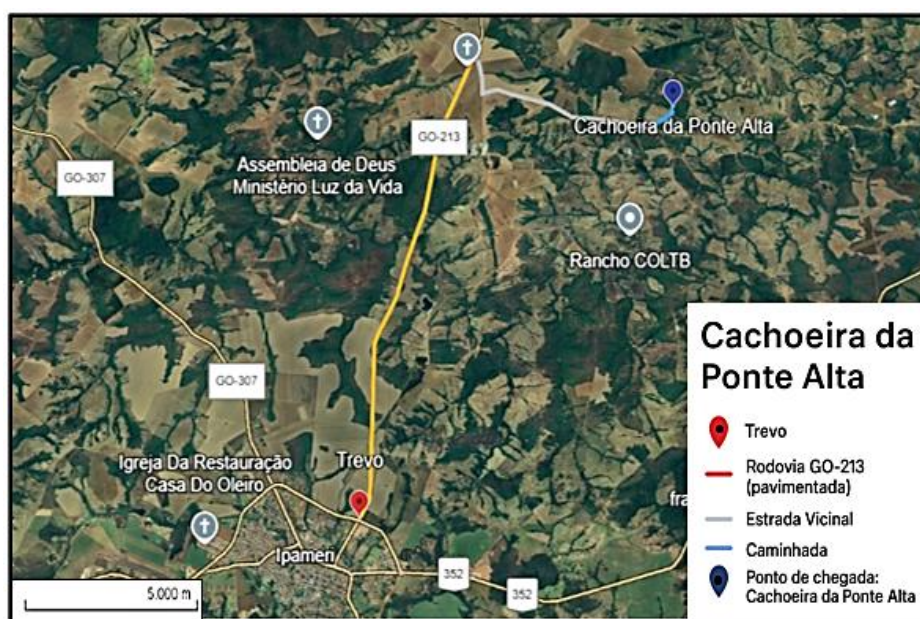 GO-213
Cachoeira da Ponte Alta
GO-307
Assembleia de Deus
Ministério Luz da Vida
Rancho COLTB
GO-307
Igreja Da Restauração
Casa Do Oleiro
Trevo
fra
Ipameri
352
352
5.000 m
Cachoeira da
Ponte Alta
Trevo
Rodovia GO-213
(pavimentada)
Estrada Vicinal
Caminhada
Ponto de chegada:
Cachoeira da Ponte Alta